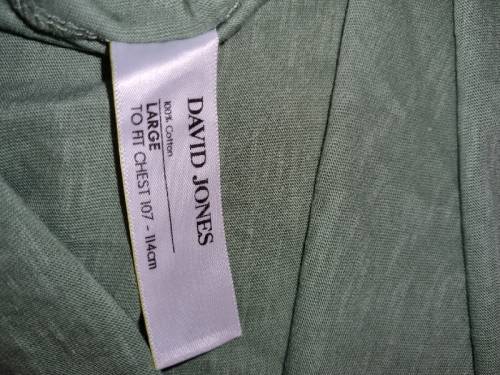 DAVID JONES
100% Cotton
LARGE
TO FIT CHEST 107 - 114cm